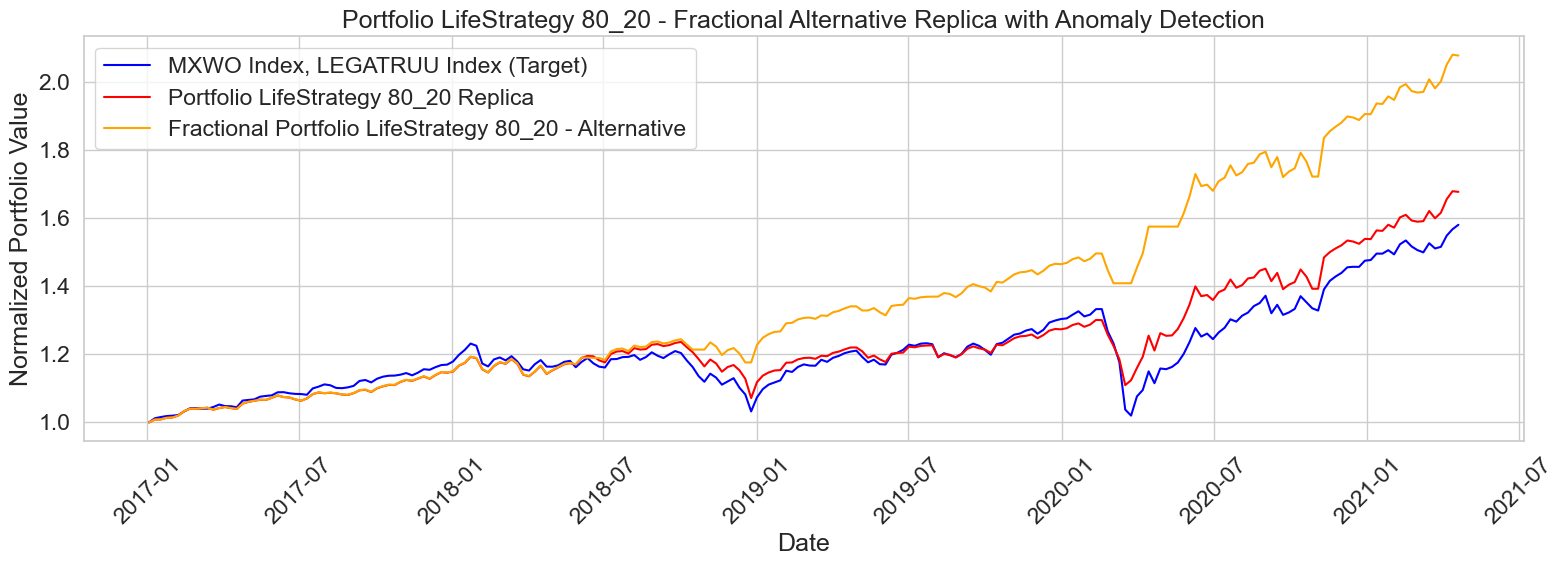 Portfolio LifeStrategy 80_20 - Fractional Alternative Replica with Anomaly Detection
MXWO Index, LEGATRUU Index (Target)
Portfolio LifeStrategy 80_20 Replica
Fractional Portfolio LifeStrategy 80_20 - Alternative
Normalized Portfolio Value
2.0
1.8
1.6
1.4
1.2
1.0
2017-01
2017-07
2018-01
2018-07
2019-01
2019-07
2020-01
2020-07
2021-01
2021-07
Date